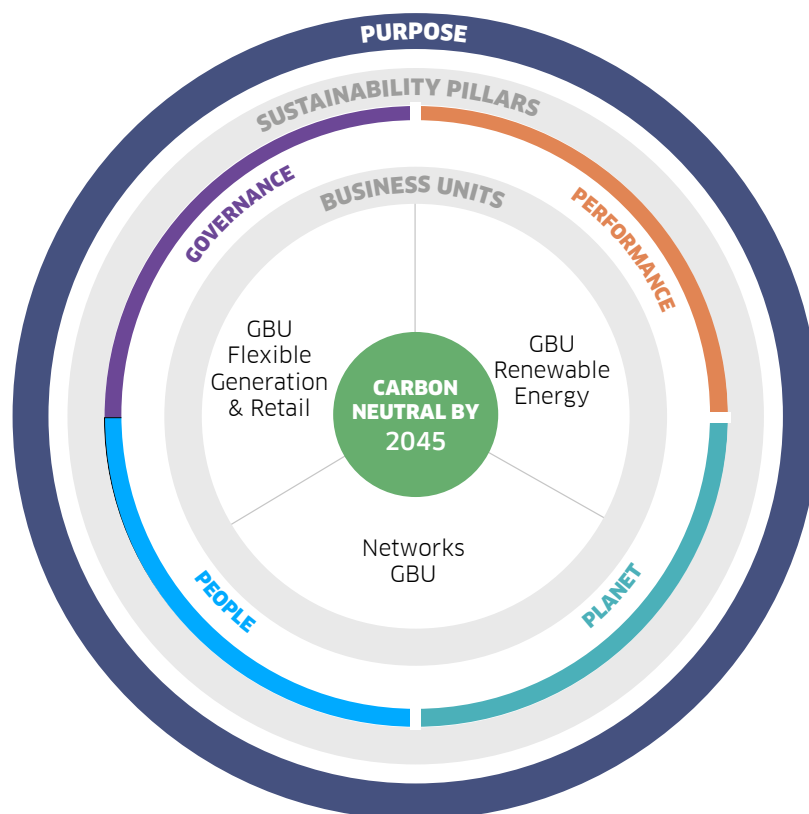 PURPOSE
SUSTAINABILITY PILLARS
GOVERNANCE
PERFORMANCE
BUSINESS UNITS
GBU
Flexible
Generation
& Retail
GBU
Renewable
Energy
CARBON
NEUTRAL BY
2045
Networks
GBU
PEOPLE
PLANET